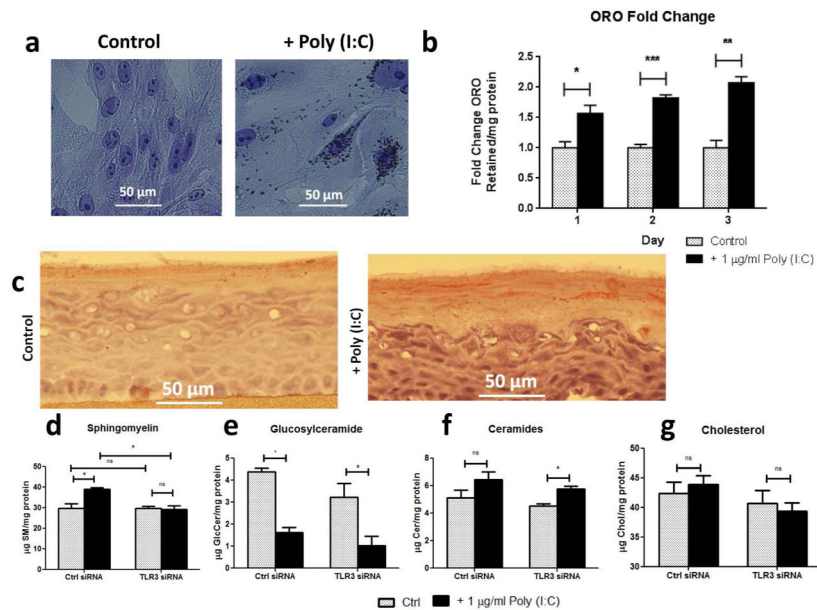 a
Control
+ Poly (I:C)
50 µm
50 µm
b
ORO Fold Change
Fold Change ORO
Retained/mg protein
2.5
2.0
1.5
1.0
0.5
0.0
*
***
**
1
2
3
Day
Control
+ 1 µg/ml Poly (I:C)
c
Control
50 µm
+ Poly (I:C)
50 µm
d
Sphingomyelin
µg SM/mg protein
50
40
30
20
10
0
*
ns
*
ns
Ctrl siRNA
TLR3 siRNA
e
Glucosylceramide
µg GlcCer/mg protein
5
4
3
2
1
0
*
*
Ctrl siRNA
TLR3 siRNA
f
Ceramides
µg Cer/mg protein
8
6
4
2
0
ns
*
Ctrl siRNA
TLR3 siRNA
g
Cholesterol
µg Chol/mg protein
50
40
30
20
10
0
ns
ns
Ctrl siRNA
TLR3 siRNA
Ctrl
+ 1 µg/ml Poly (I:C)